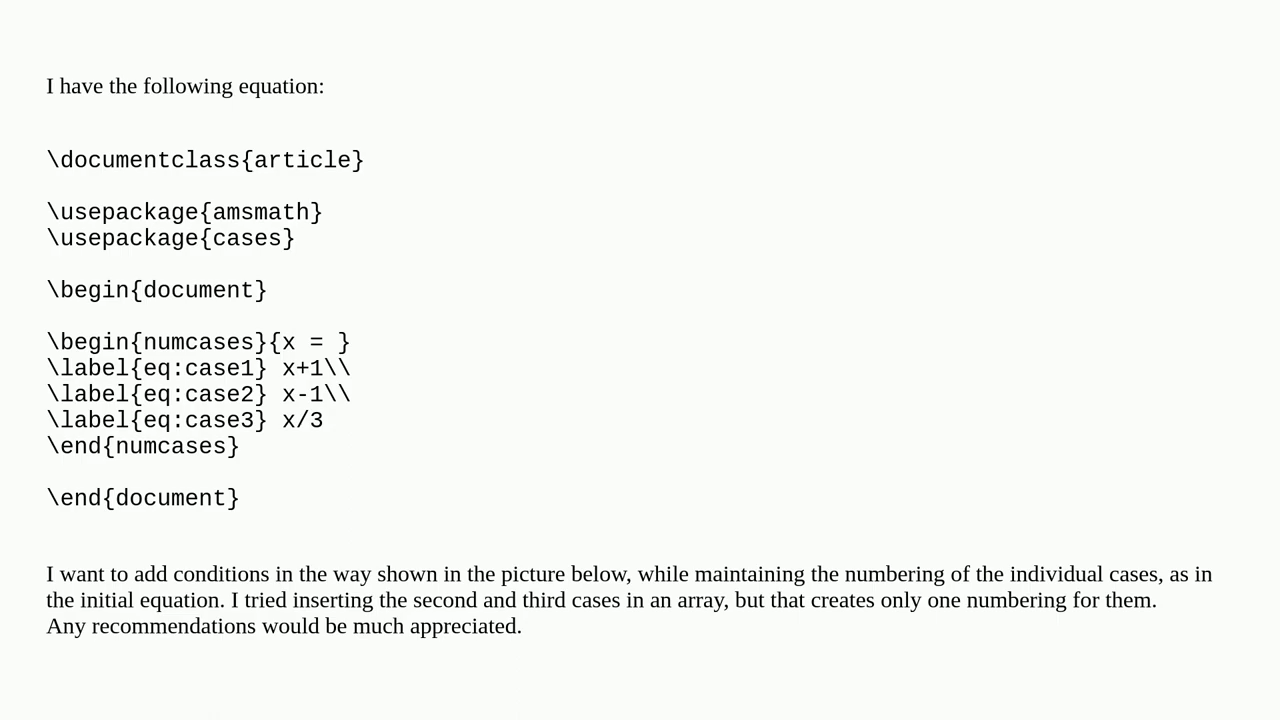 I have the following equation:
\documentclass{article}
\usepackage{amsmath}
\usepackage{cases}
\begin{document}
\begin{numcases}{x = }
\label{eq:case1} x+1\\
\label{eq:case2} x-1\\
\label{eq:case3} x/3
\end{numcases}
\end{document}
I want to add conditions in the way shown in the picture below, while maintaining the numbering of the individual cases, as in
the initial equation. I tried inserting the second and third cases in an array, but that creates only one numbering for them.
Any recommendations would be much appreciated.